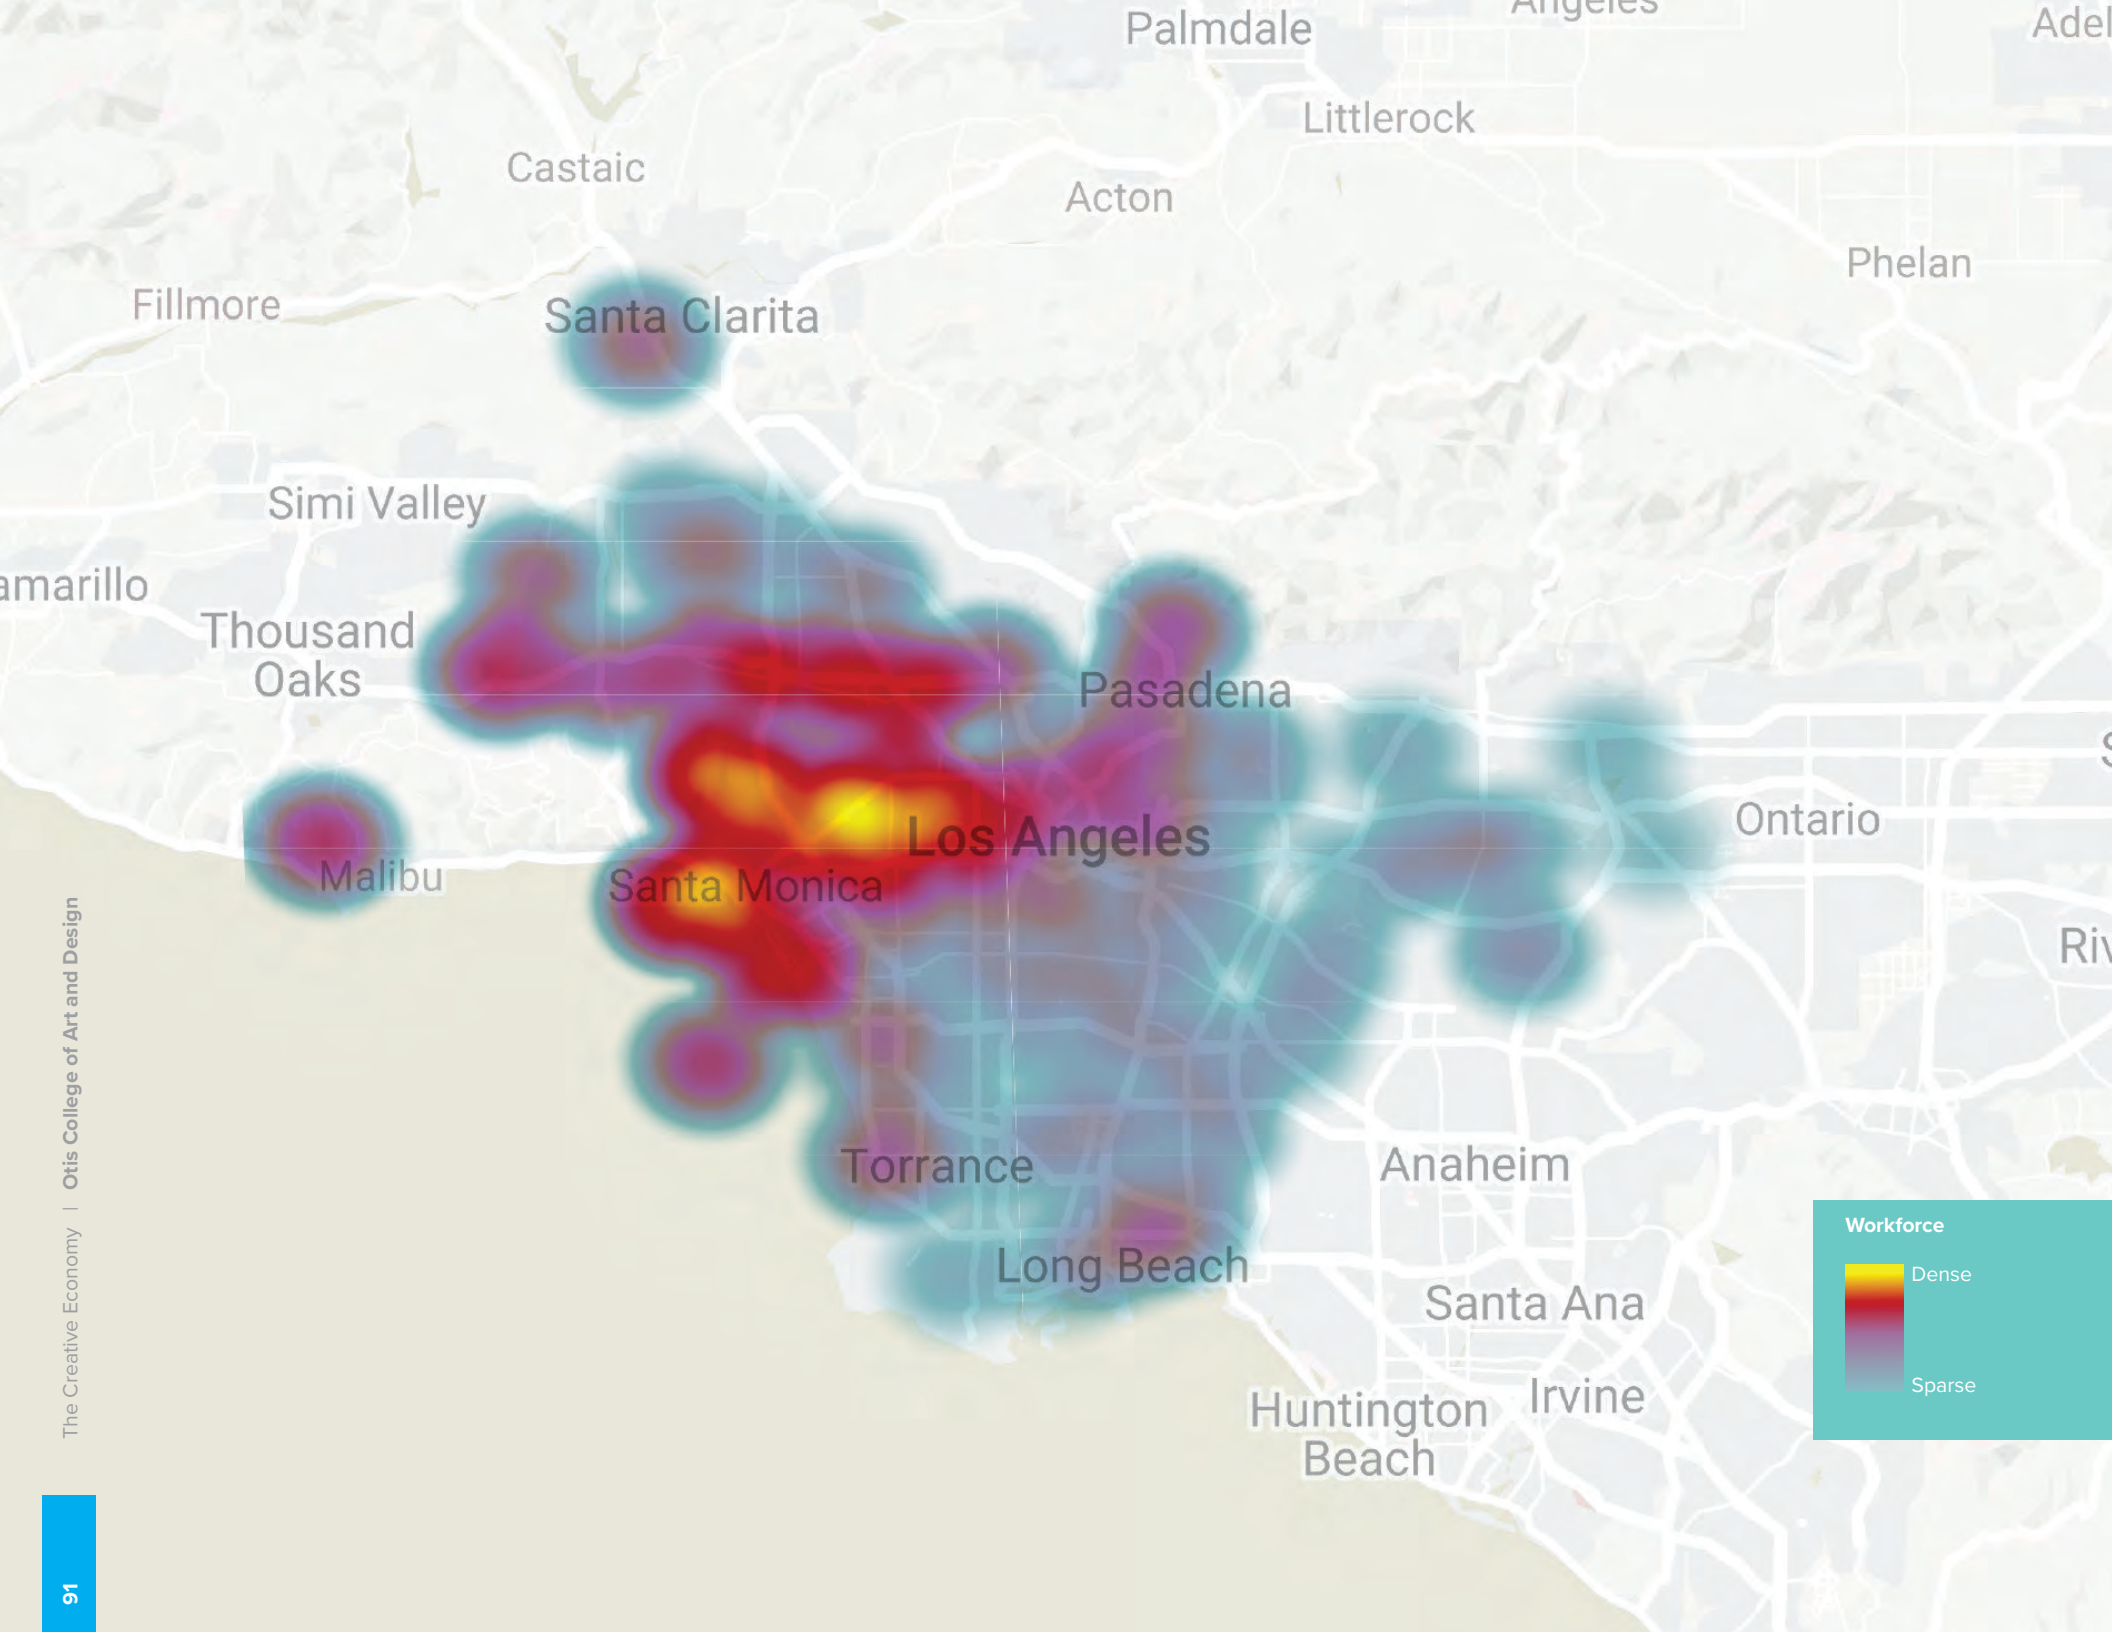 Palmdale
Littlerock
Castaic
Acton
Phelan
Fillmore
Santa Clarita
Simi Valley
amarillo
Thousand
Oaks
Pasadena
Ontario
Los Angeles
Malibu
Santa Monica
Torrance
Anaheim
Long Beach
Santa Ana
Huntington
Beach
Irvine
Workforce
Dense
Sparse
The Creative Economy | Otis College of Art and Design
91